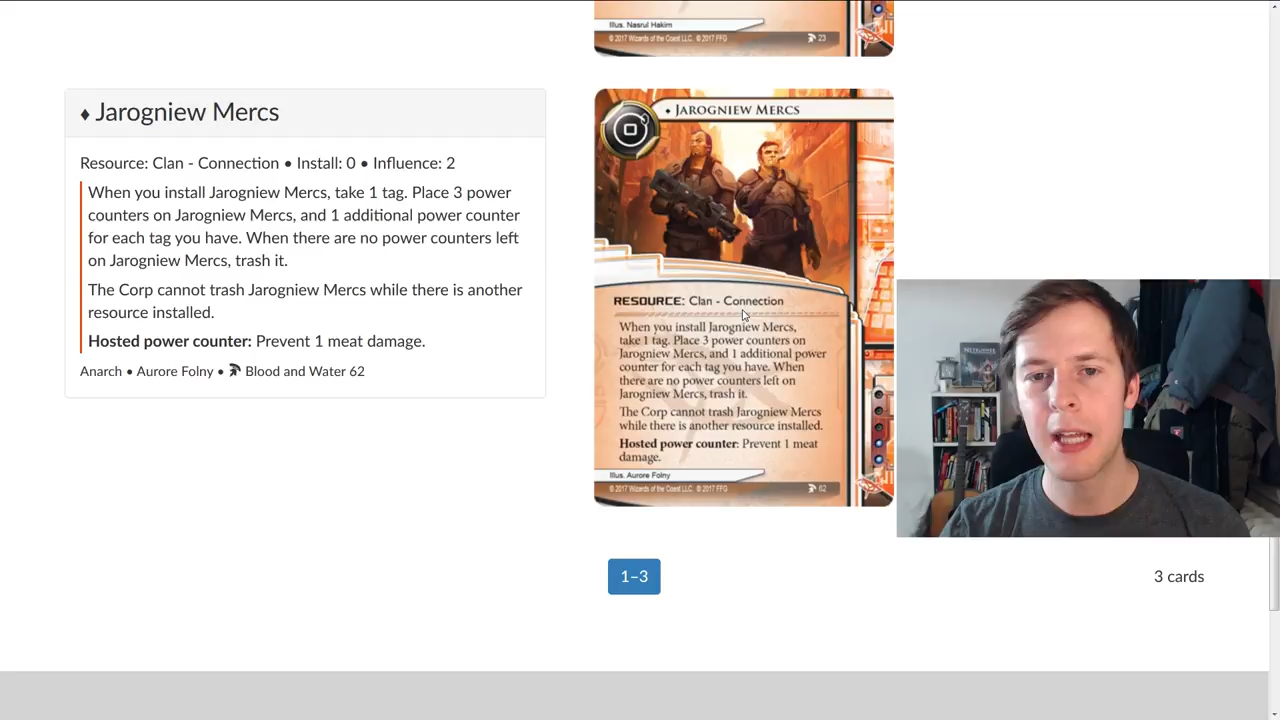 Illus. Nasrul Hakim
© 2017 Wizards of the Coast LLC. © 2017 FFG
23
♦ Jarogniew Mercs
Resource: Clan - Connection • Install: 0 • Influence: 2
When you install Jarogniew Mercs, take 1 tag. Place 3 power
counters on Jarogniew Mercs, and 1 additional power counter
for each tag you have. When there are no power counters left
on Jarogniew Mercs, trash it.
The Corp cannot trash Jarogniew Mercs while there is another
resource installed.
Hosted power counter: Prevent 1 meat damage.
Anarch • Aurore Folny • Blood and Water 62
♦ JAROGNIEW MERCS
RESOURCE: Clan - Connection
When you install Jarogniew Mercs,
take 1 tag. Place 3 power counters on
Jarogniew Mercs, and 1 additional power
counter for each tag you have. When
there are no power counters left on
Jarogniew Mercs, trash it.
The Corp cannot trash Jarogniew Mercs
while there is another resource installed.
Hosted power counter: Prevent 1 meat
damage.
Illus. Aurore Folny
© 2017 Wizards of the Coast LLC. © 2017 FFG
62
1–3
3 cards